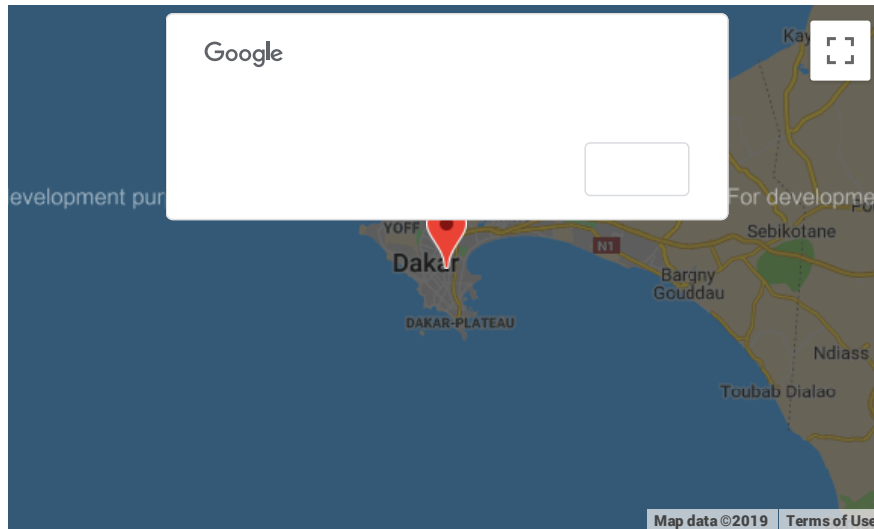 Google
Kay
evelopment pur
For developme
YOFF
Sebikotane
N1
Dakar
Bargny
Gouddau
DAKAR-PLATEAU
Ndiass
Toubab Dialao
Map data ©2019
Terms of Use